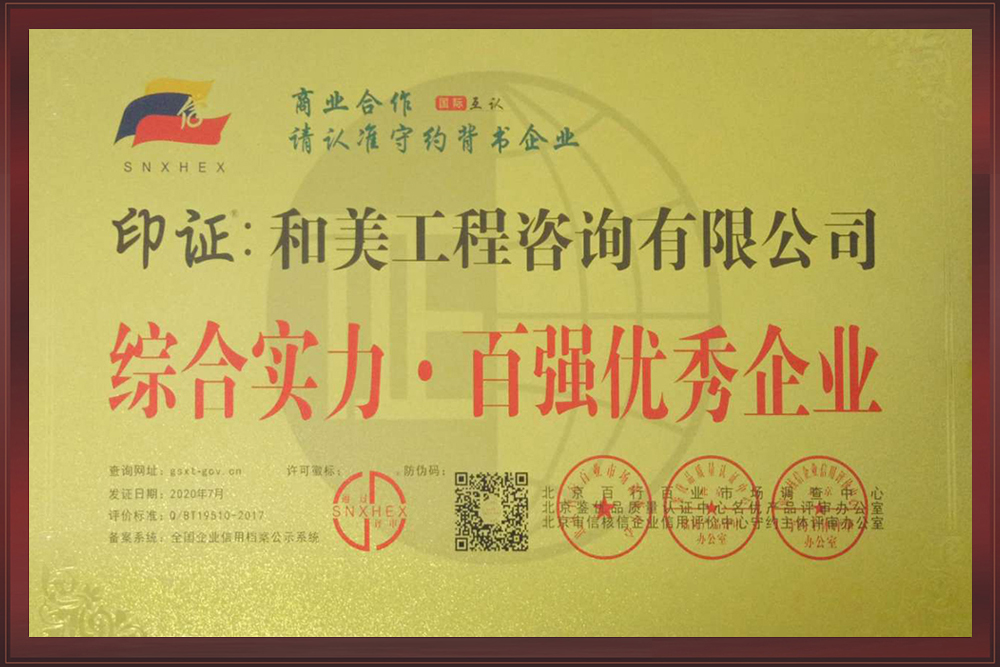 信
SNXHEX
商业合作 国际互认
请认准守约背书企业
印证®:和美工程咨询有限公司
综合实力·百强优秀企业
查询网址:gsxt-gov.cn
许可徽标:
防伪码:
发证日期:2020年7月
评价标准:Q/BT19510-2017
备案系统:全国企业信用档案公示系统
SNXHEX
评审
北京百行百业市场调查中心
北京鉴佳品质量认证中心名优产品评审办公室
北京审信核信企业信用评价中心守约主体评审办公室